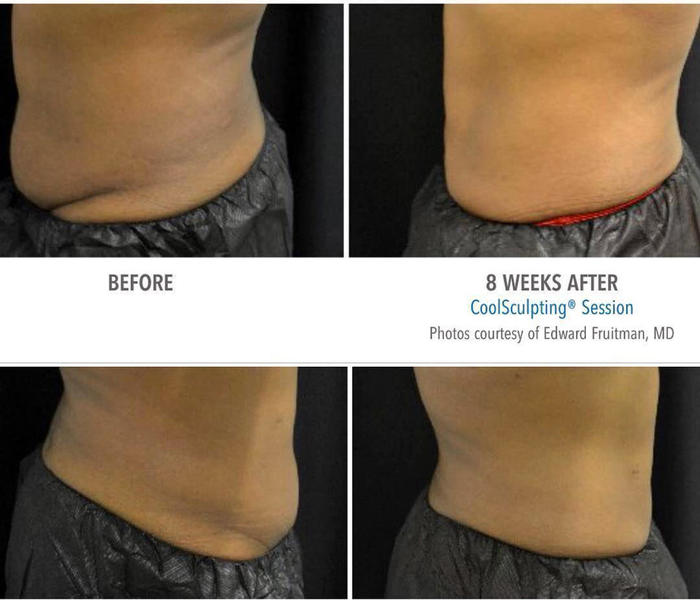 BEFORE
8 WEEKS AFTER
CoolSculpting® Session
Photos courtesy of Edward Fruitman, MD